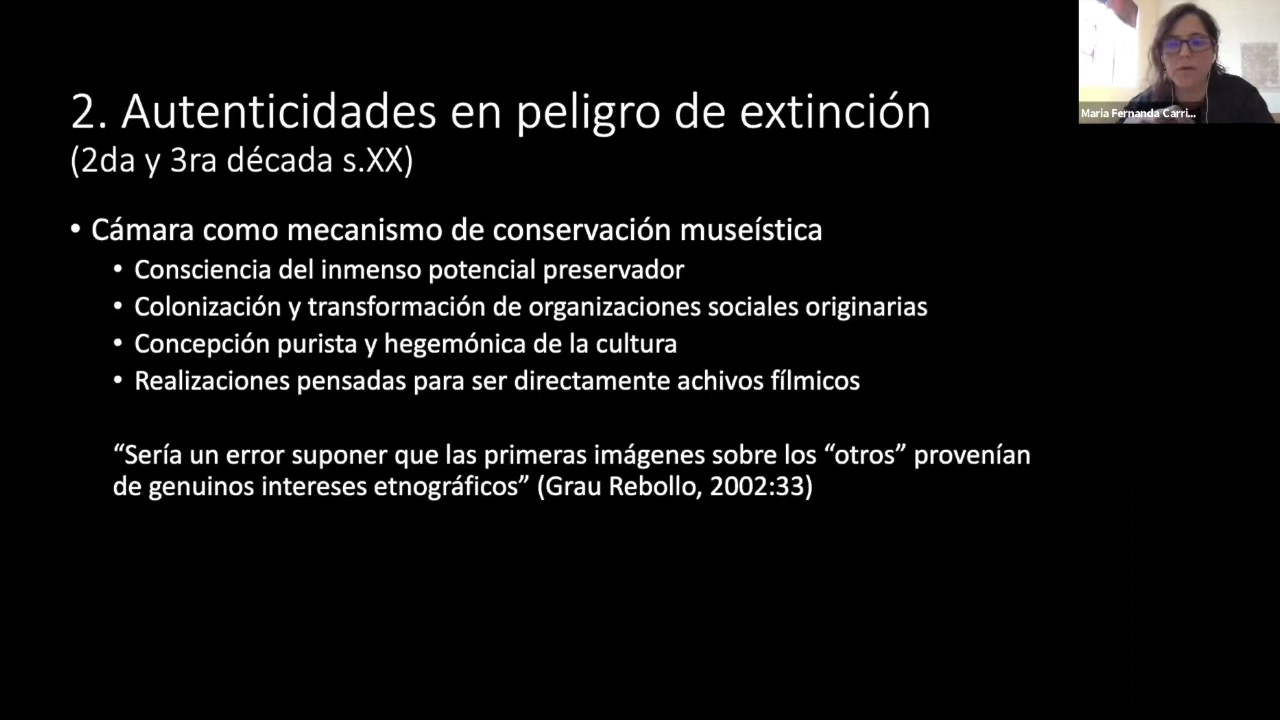 2. Autenticidades en peligro de extinción
(2da y 3ra década s.XX)
• Cámara como mecanismo de conservación museística
• Consciencia del inmenso potencial preservador
• Colonización y transformación de organizaciones sociales originarias
• Concepción purista y hegemónica de la cultura
• Realizaciones pensadas para ser directamente achivos fílmicos
“Sería un error suponer que las primeras imágenes sobre los “otros” provenían
de genuinos intereses etnográficos” (Grau Rebollo, 2002:33)
Maria Fernanda Carri...